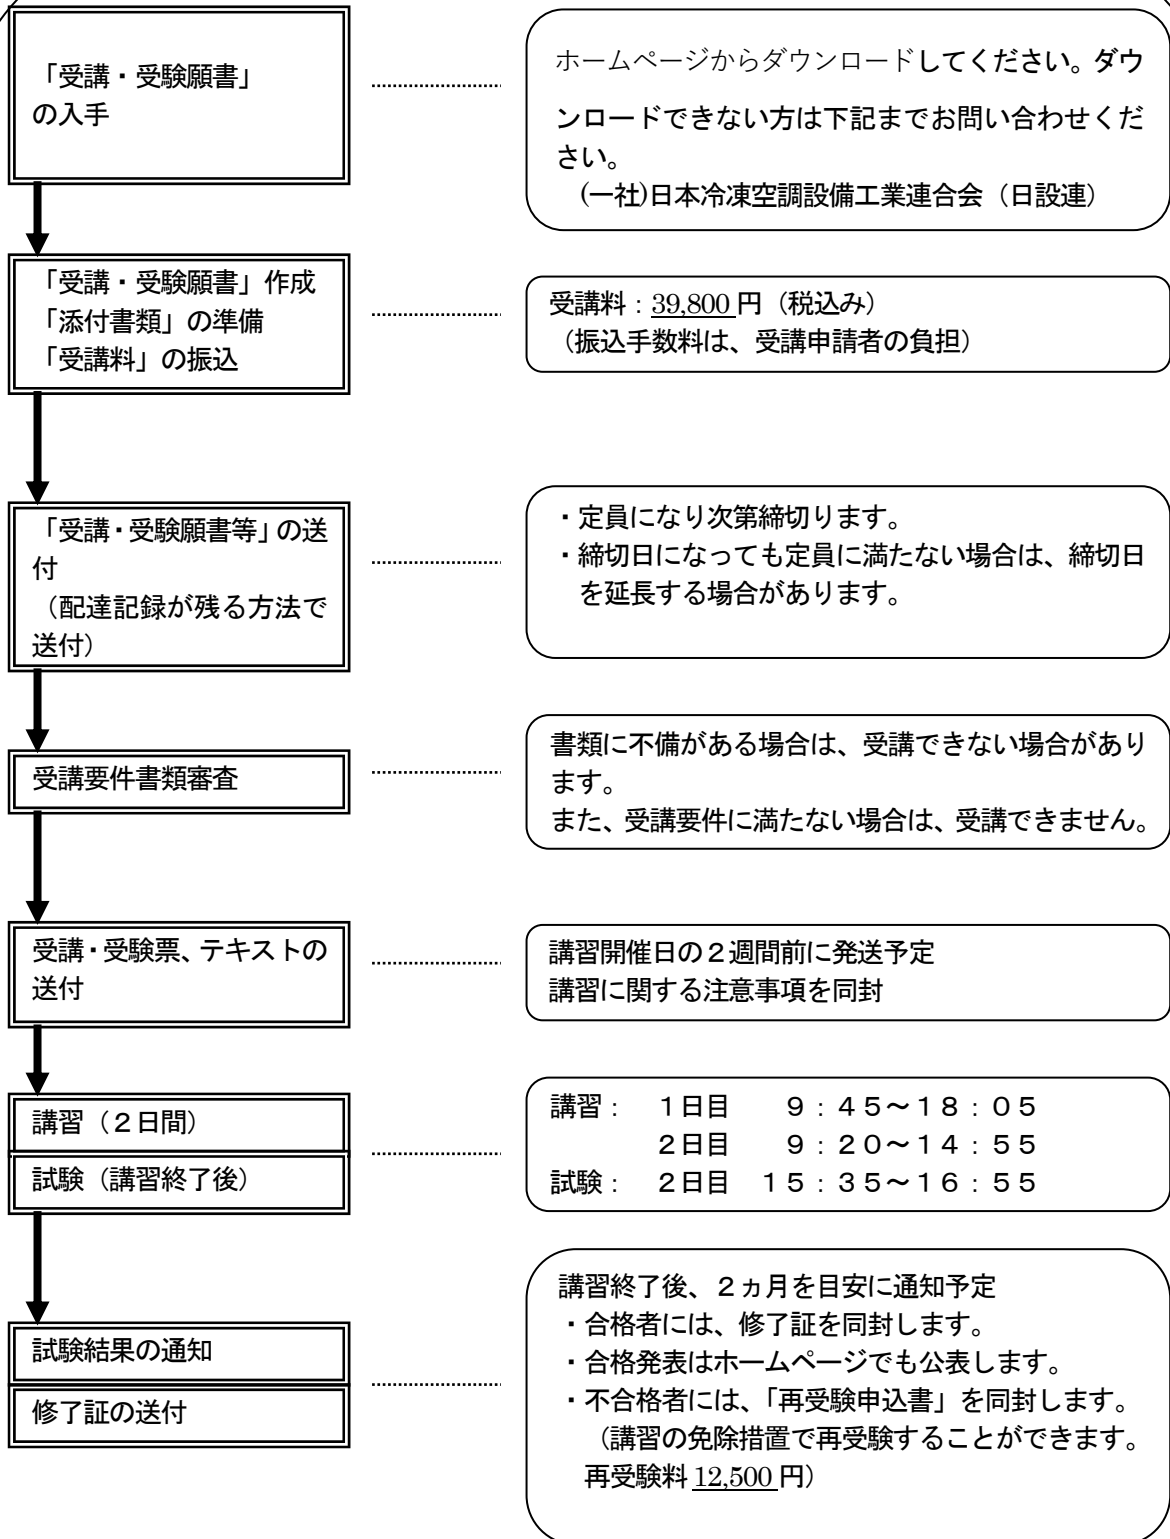 「受講・受験願書」
の入手
ホームページからダウンロードしてください。ダウ
ンロードできない方は下記までお問い合わせくだ
さい。
(一社)日本冷凍空調設備工業連合会（日設連）
「受講・受験願書」作成
「添付書類」の準備
「受講料」の振込
受講料：39,800 円（税込み）
（振込手数料は、受講申請者の負担）
「受講・受験願書等」の送
付
（配達記録が残る方法で
送付）
・定員になり次第締切ります。
・締切日になっても定員に満たない場合は、締切日
を延長する場合があります。
受講要件書類審査
書類に不備がある場合は、受講できない場合があり
ます。
また、受講要件に満たない場合は、受講できません。
受講・受験票、テキストの
送付
講習開催日の２週間前に発送予定
講習に関する注意事項を同封
講習（２日間）
試験（講習終了後）
講習：　１日目　　９：４５～１８：０５
２日目　　９：２０～１４：５５
試験：　２日目　１５：３５～１６：５５
試験結果の通知
修了証の送付
講習終了後、２ヵ月を目安に通知予定
・合格者には、修了証を同封します。
・合格発表はホームページでも公表します。
・不合格者には、「再受験申込書」を同封します。
（講習の免除措置で再受験することができます。
再受験料 12,500 円）